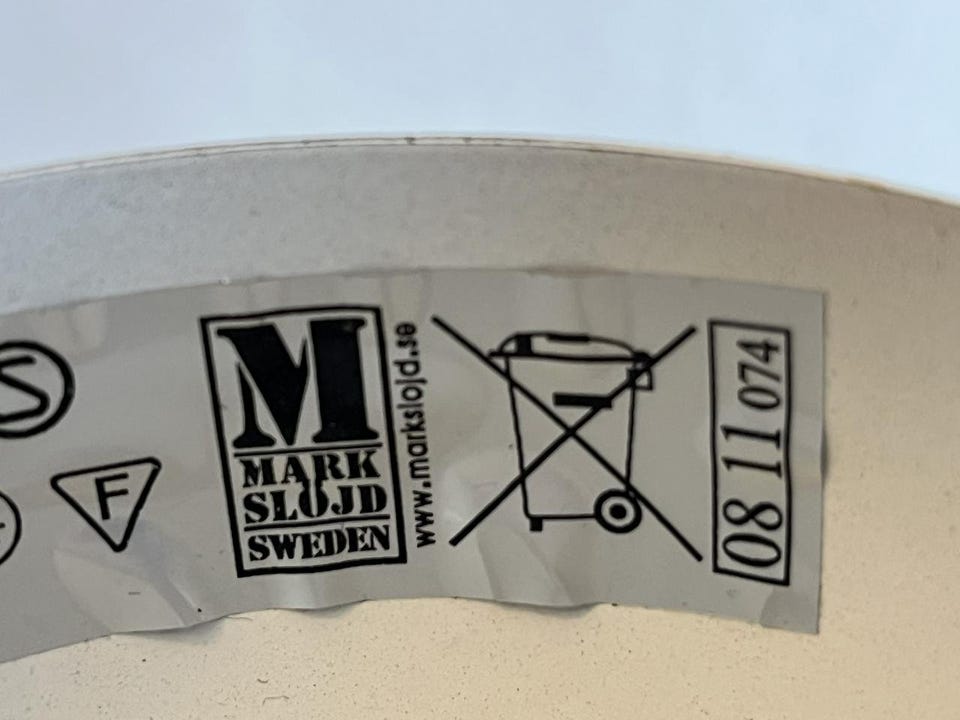 S
F
M
MARK
SLÖJD
SWEDEN
www.markslojd.se
08 11 074